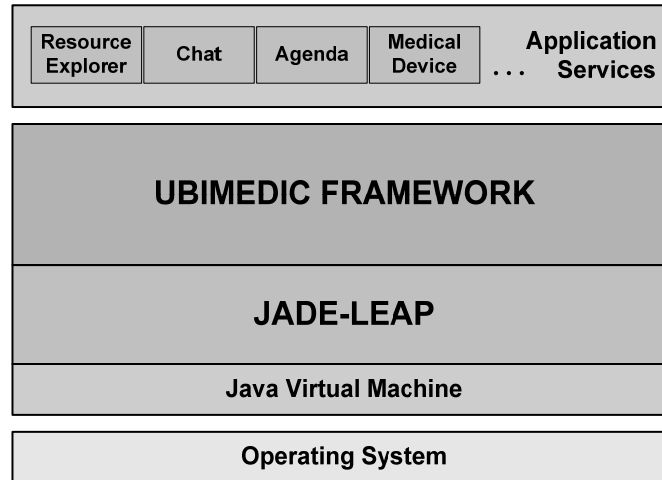 Resource
Explorer
Chat
Agenda
Medical
Device
...
Application
Services
UBIMEDIC FRAMEWORK
JADE-LEAP
Java Virtual Machine
Operating System